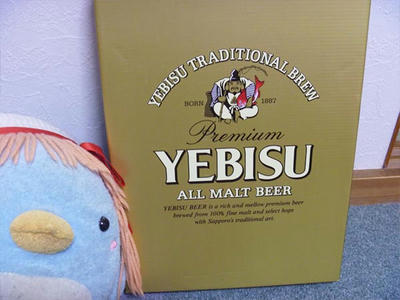 YEBISU TRADITIONAL BREW
BORN 1887
Premium
YEBISU
ALL MALT BEER
YEBISU BEER is a rich and mellow premium beer
brewed from 100% fine malt and select hops
with Sapporo's traditional art.